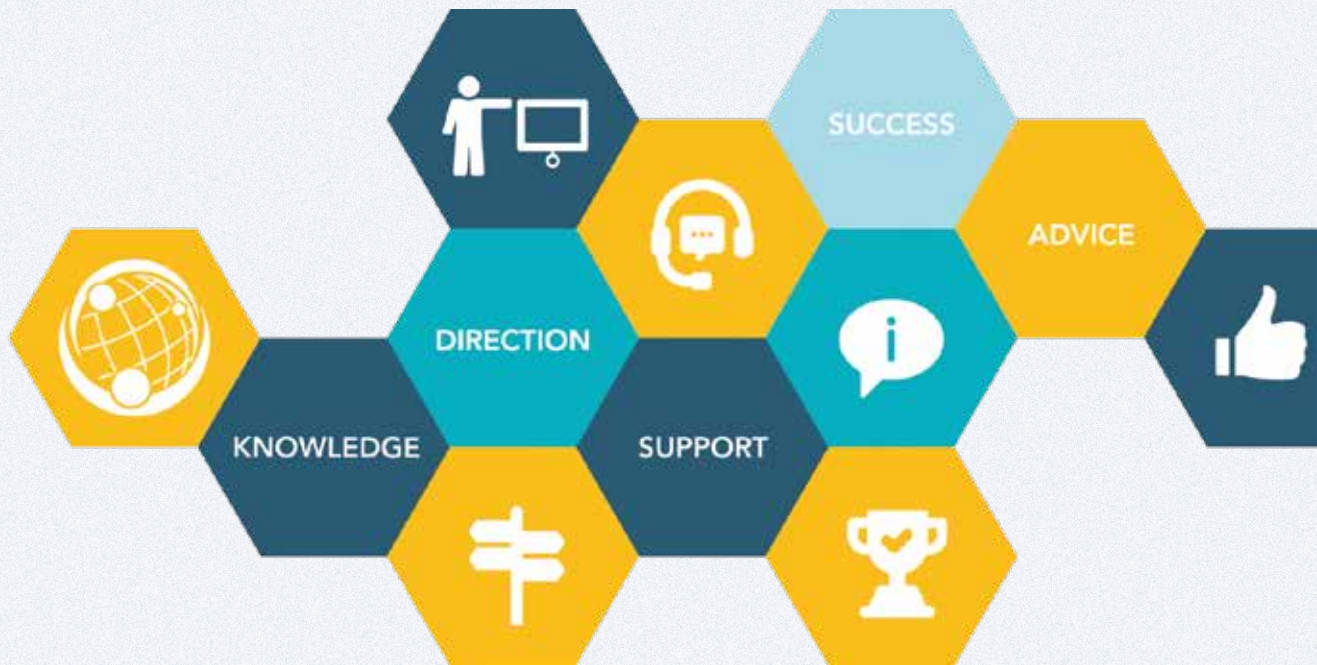 SUCCESS
ADVICE
DIRECTION
KNOWLEDGE
SUPPORT
i